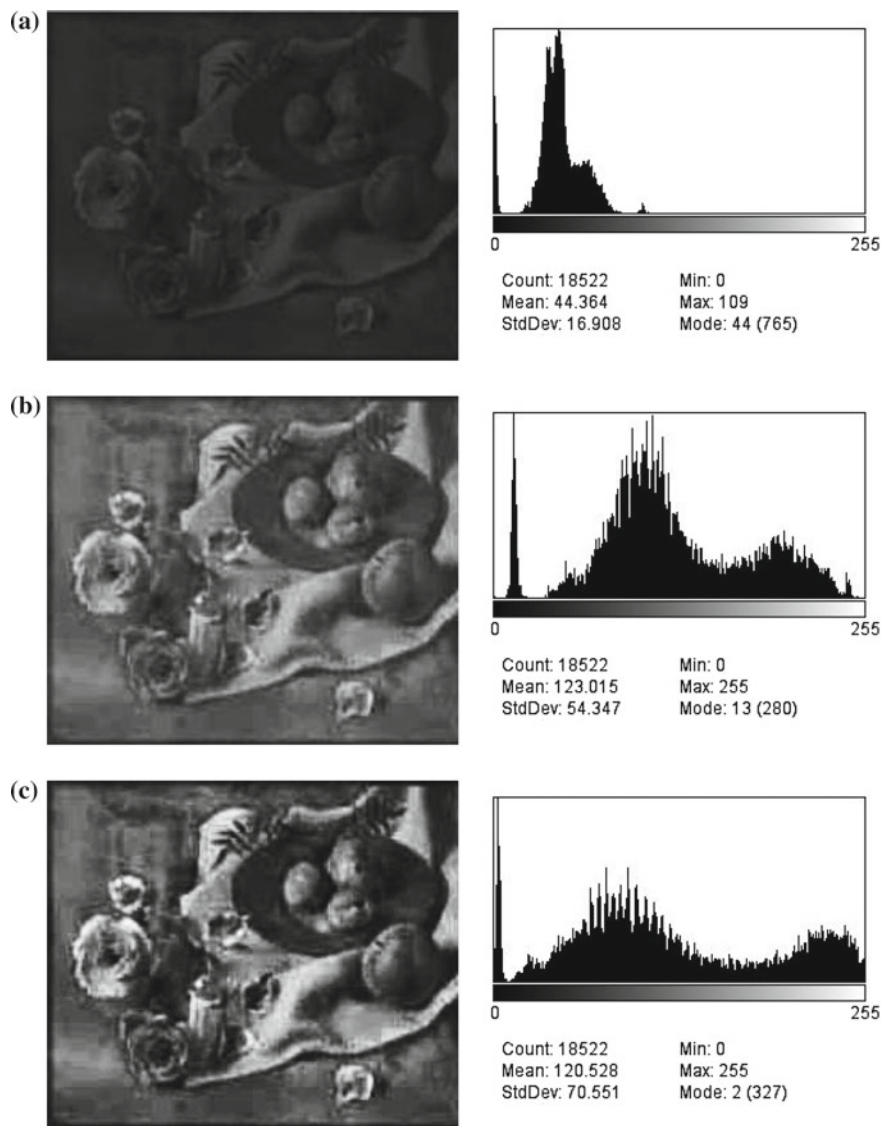 (a)
0 255
Count: 18522 Min: 0
Mean: 44.364 Max: 109
StdDev: 16.908 Mode: 44 (765)
(b)
0 255
Count: 18522 Min: 0
Mean: 123.015 Max: 255
StdDev: 54.347 Mode: 13 (280)
(c)
0 255
Count: 18522 Min: 0
Mean: 120.528 Max: 255
StdDev: 70.551 Mode: 2 (327)